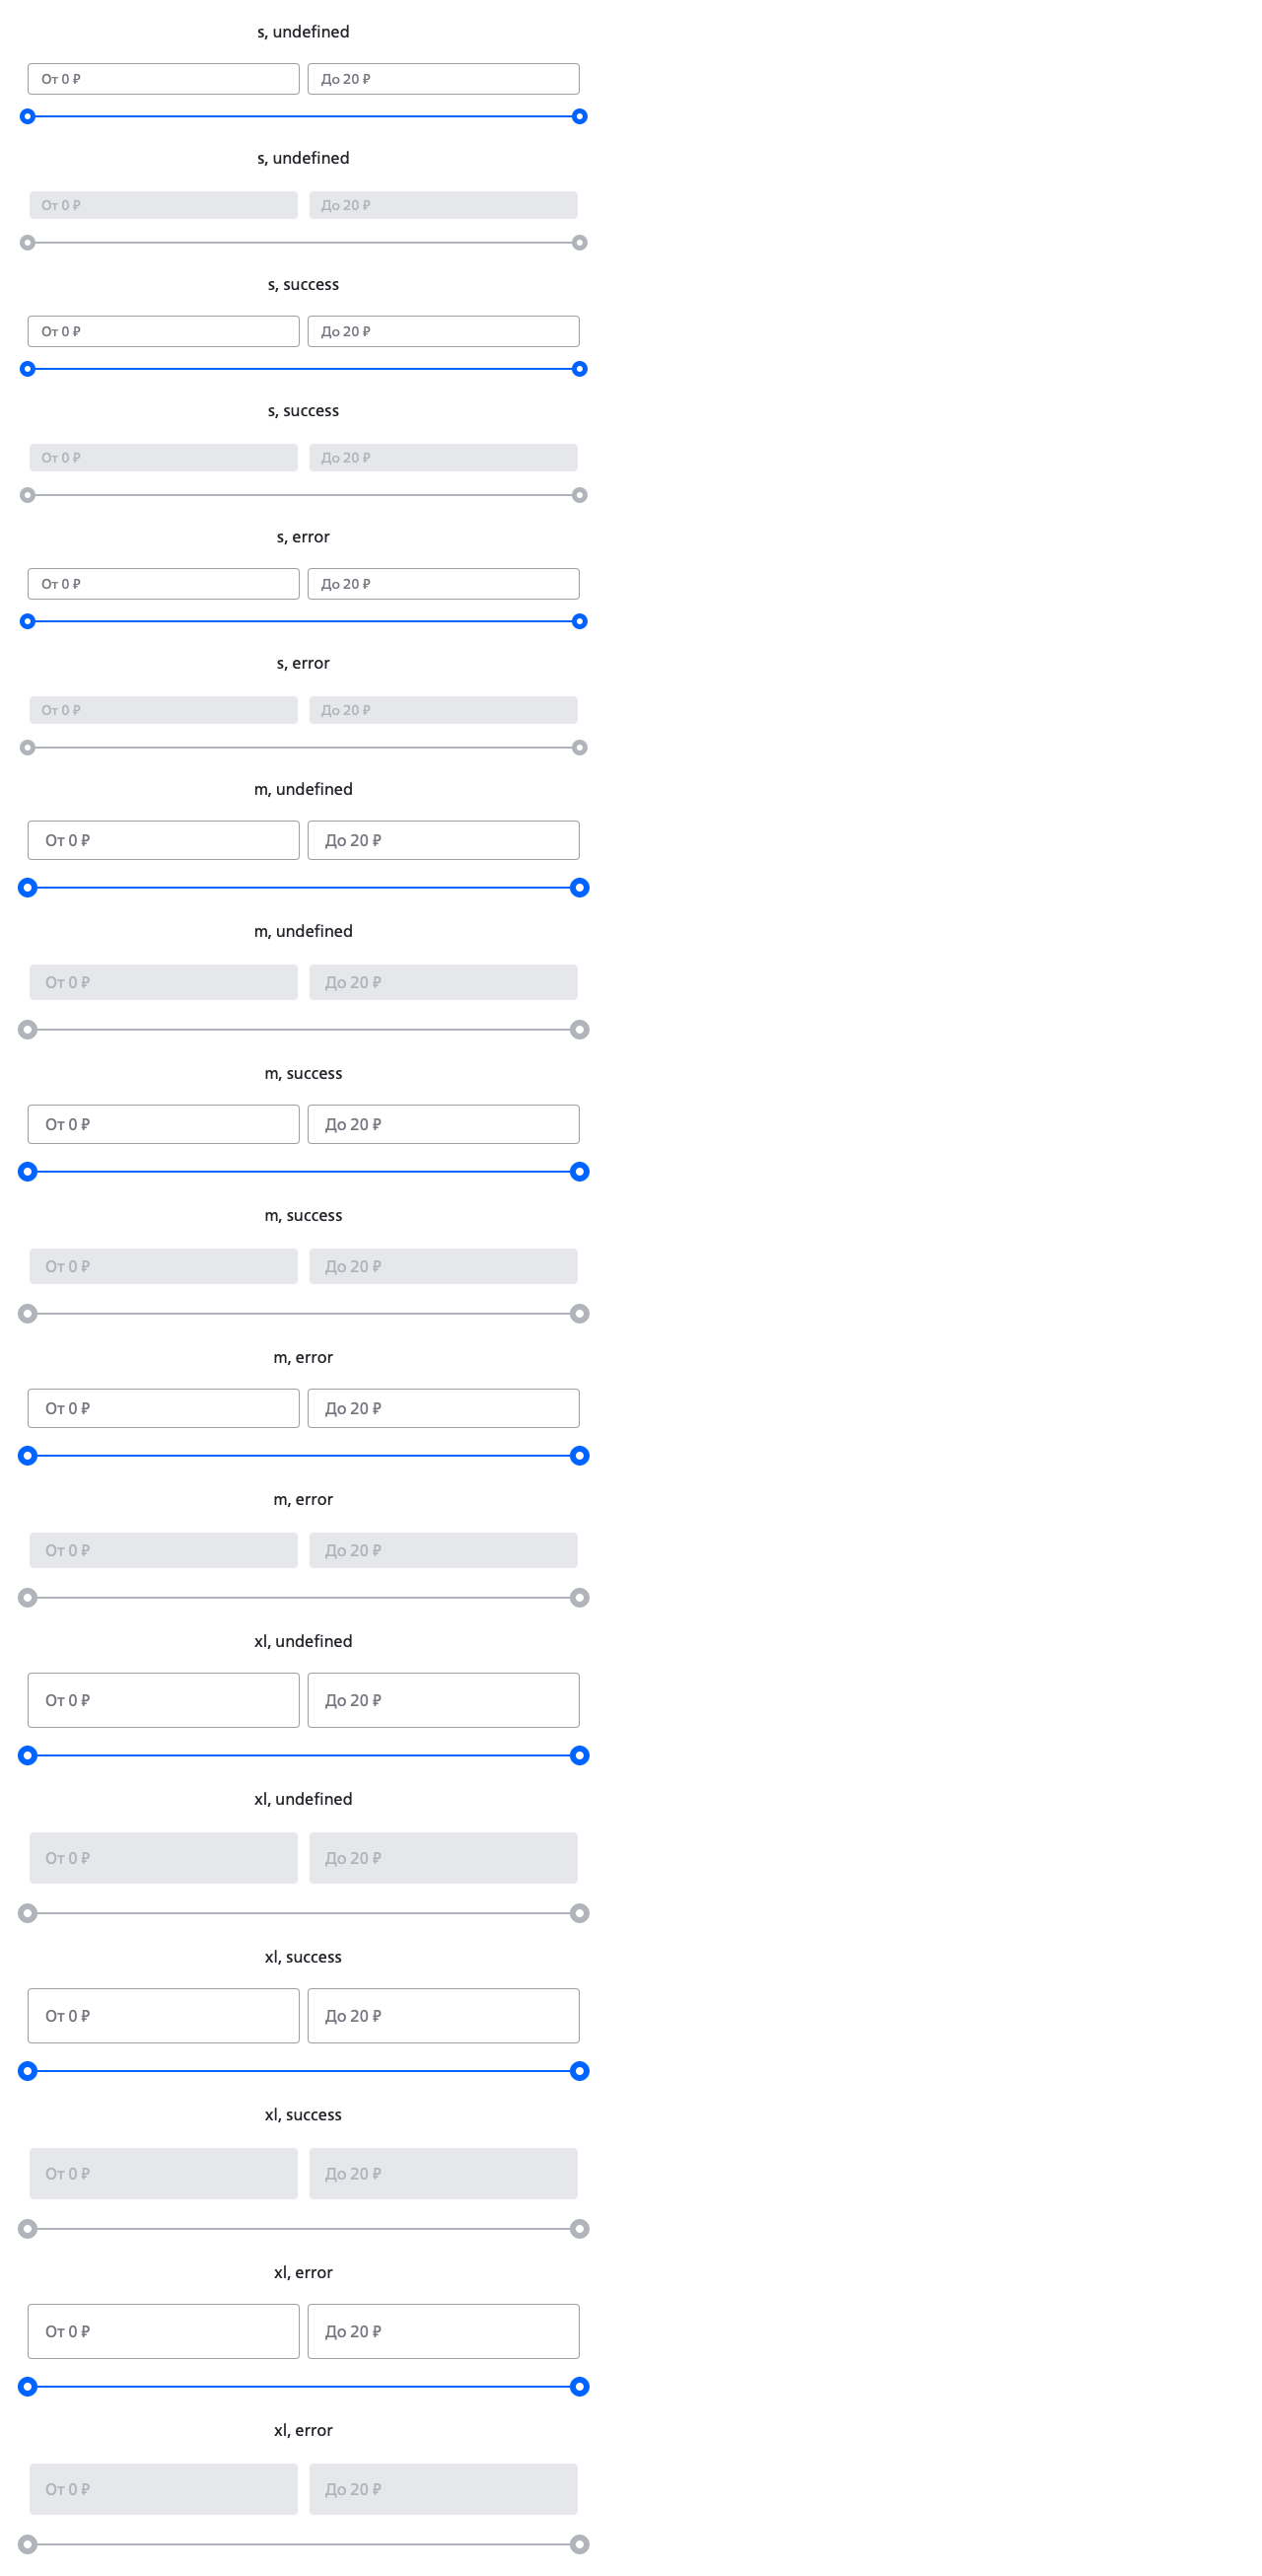 s, undefined
От 0 ₽ До 20 ₽
s, undefined
От 0 ₽ До 20 ₽
s, success
От 0 ₽ До 20 ₽
s, success
От 0 ₽ До 20 ₽
s, error
От 0 ₽ До 20 ₽
s, error
От 0 ₽ До 20 ₽
m, undefined
От 0 ₽ До 20 ₽
m, undefined
От 0 ₽ До 20 ₽
m, success
От 0 ₽ До 20 ₽
m, success
От 0 ₽ До 20 ₽
m, error
От 0 ₽ До 20 ₽
m, error
От 0 ₽ До 20 ₽
xl, undefined
От 0 ₽ До 20 ₽
xl, undefined
От 0 ₽ До 20 ₽
xl, success
От 0 ₽ До 20 ₽
xl, success
От 0 ₽ До 20 ₽
xl, error
От 0 ₽ До 20 ₽
xl, error
От 0 ₽ До 20 ₽